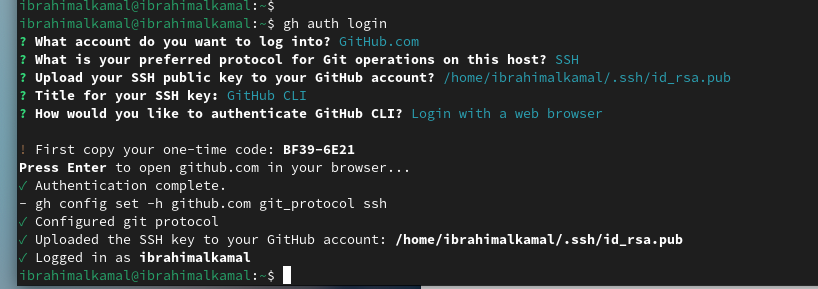 ibrahimalkamal@ibrahimalkamal:~$
ibrahimalkamal@ibrahimalkamal:~$ gh auth login
? What account do you want to log into? GitHub.com
? What is your preferred protocol for Git operations on this host? SSH
? Upload your SSH public key to your GitHub account? /home/ibrahimalkamal/.ssh/id_rsa.pub
? Title for your SSH key: GitHub CLI
? How would you like to authenticate GitHub CLI? Login with a web browser
! First copy your one-time code: BF39-6E21
Press Enter to open github.com in your browser...
✓ Authentication complete.
- gh config set -h github.com git_protocol ssh
✓ Configured git protocol
✓ Uploaded the SSH key to your GitHub account: /home/ibrahimalkamal/.ssh/id_rsa.pub
✓ Logged in as ibrahimalkamal
ibrahimalkamal@ibrahimalkamal:~$